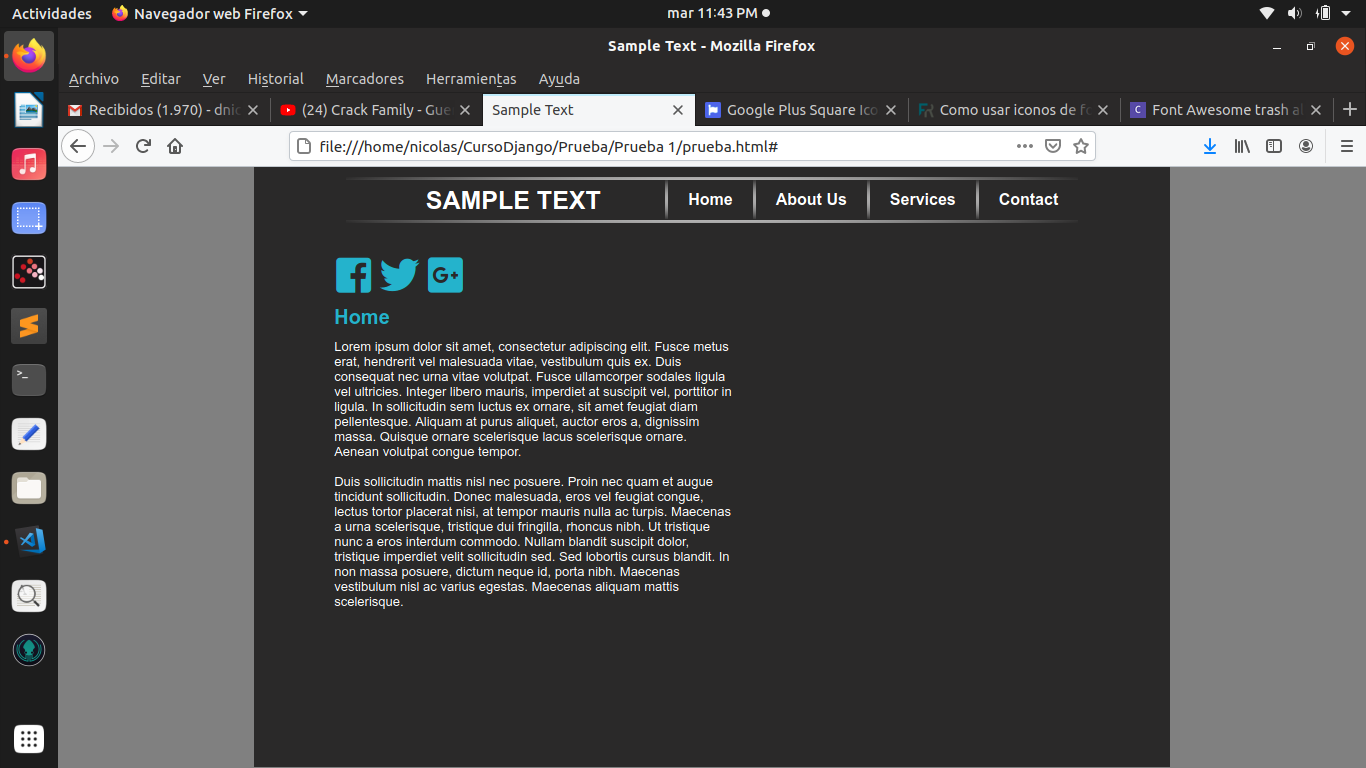 Actividades
Navegador web Firefox
mar 11:43 PM
Sample Text - Mozilla Firefox
Archivo Editar Ver Historial Marcadores Herramientas Ayuda
Recibidos (1.970) - dnic
(24) Crack Family - Gue
Sample Text
Google Plus Square Ico
Como usar iconos de fo
Font Awesome trash al
file:///home/nicolas/CursoDjango/Prueba/Prueba 1/prueba.html#
SAMPLE TEXT
Home
About Us
Services
Contact
Home
Lorem ipsum dolor sit amet, consectetur adipiscing elit. Fusce metus
erat, hendrerit vel malesuada vitae, vestibulum quis ex. Duis
consequat nec urna vitae volutpat. Fusce ullamcorper sodales ligula
vel ultricies. Integer libero mauris, imperdiet at suscipit vel, porttitor in
ligula. In sollicitudin sem luctus ex ornare, sit amet feugiat diam
pellentesque. Aliquam at purus aliquet, auctor eros a, dignissim
massa. Quisque ornare scelerisque lacus scelerisque ornare.
Aenean volutpat congue tempor.
Duis sollicitudin mattis nisl nec posuere. Proin nec quam et augue
tincidunt sollicitudin. Donec malesuada, eros vel feugiat congue,
lectus tortor placerat nisi, at tempor mauris nulla ac turpis. Maecenas
a urna scelerisque, tristique dui fringilla, rhoncus nibh. Ut tristique
nunc a eros interdum commodo. Nullam blandit suscipit dolor,
tristique imperdiet velit sollicitudin sed. Sed lobortis cursus blandit. In
non massa posuere, dictum neque id, porta nibh. Maecenas
vestibulum nisl ac varius egestas. Maecenas aliquam mattis
scelerisque.